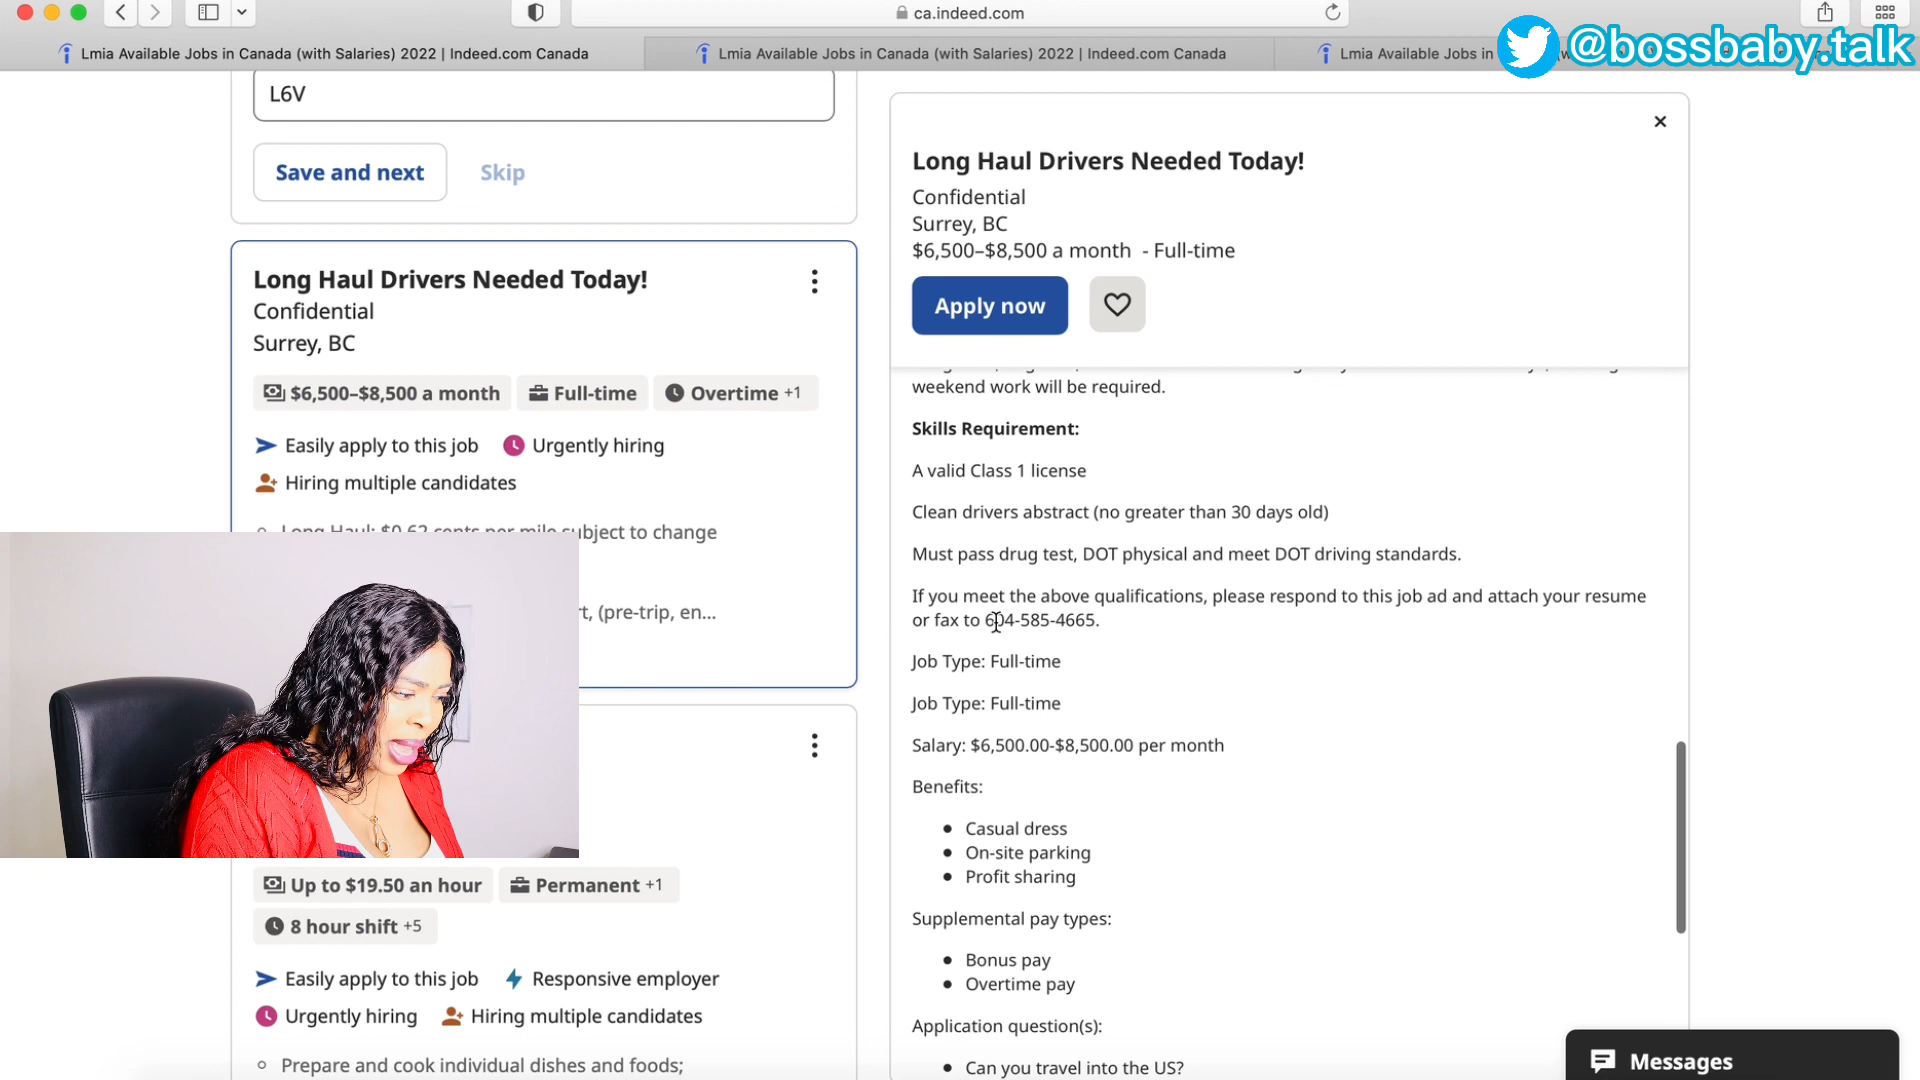 ca.indeed.com
Lmia Available Jobs in Canada (with Salaries) 2022 | Indeed.com Canada
Lmia Available Jobs in Canada (with Salaries) 2022 | Indeed.com Canada
Lmia Available Jobs in
@bossbaby.talk
L6V
Save and next
Skip
Long Haul Drivers Needed Today!
Confidential
Surrey, BC
$6,500–$8,500 a month
Full-time
Overtime +1
Easily apply to this job
Urgently hiring
Hiring multiple candidates
Long Haul: $0.62 cents per mile subject to change
t, (pre-trip, en...
Up to $19.50 an hour
Permanent +1
8 hour shift +5
Easily apply to this job
Responsive employer
Urgently hiring
Hiring multiple candidates
Prepare and cook individual dishes and foods;
Long Haul Drivers Needed Today!
Confidential
Surrey, BC
$6,500–$8,500 a month - Full-time
Apply now
weekend work will be required.
Skills Requirement:
A valid Class 1 license
Clean drivers abstract (no greater than 30 days old)
Must pass drug test, DOT physical and meet DOT driving standards.
If you meet the above qualifications, please respond to this job ad and attach your resume
or fax to 604-585-4665.
Job Type: Full-time
Job Type: Full-time
Salary: $6,500.00-$8,500.00 per month
Benefits:
Casual dress
On-site parking
Profit sharing
Supplemental pay types:
Bonus pay
Overtime pay
Application question(s):
Can you travel into the US?
Messages